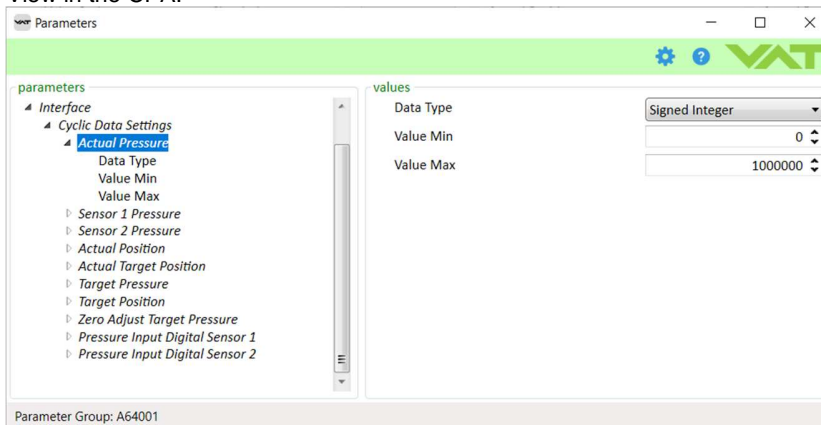 View in the CPA:
Parameters
VAT
parameters
values
Interface
Cyclic Data Settings
Actual Pressure
Data Type
Value Min
Value Max
Sensor 1 Pressure
Sensor 2 Pressure
Actual Position
Actual Target Position
Target Pressure
Target Position
Zero Adjust Target Pressure
Pressure Input Digital Sensor 1
Pressure Input Digital Sensor 2
Data Type Signed Integer
Value Min 0
Value Max 1000000
Parameter Group: A64001